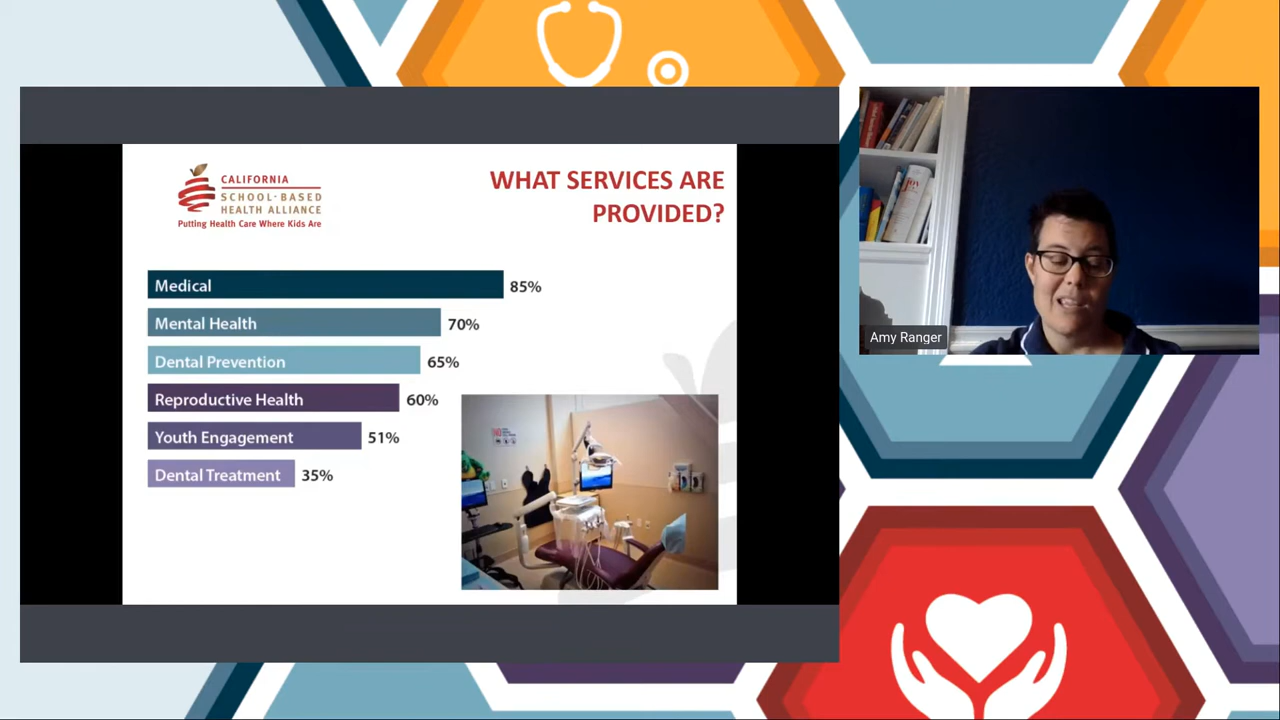 CALIFORNIA
SCHOOL·BASED
HEALTH ALLIANCE
Putting Health Care Where Kids Are
WHAT SERVICES ARE
PROVIDED?
Medical
85%
Mental Health
70%
Dental Prevention
65%
Reproductive Health
60%
Youth Engagement
51%
Dental Treatment
35%
joy
Amy Ranger